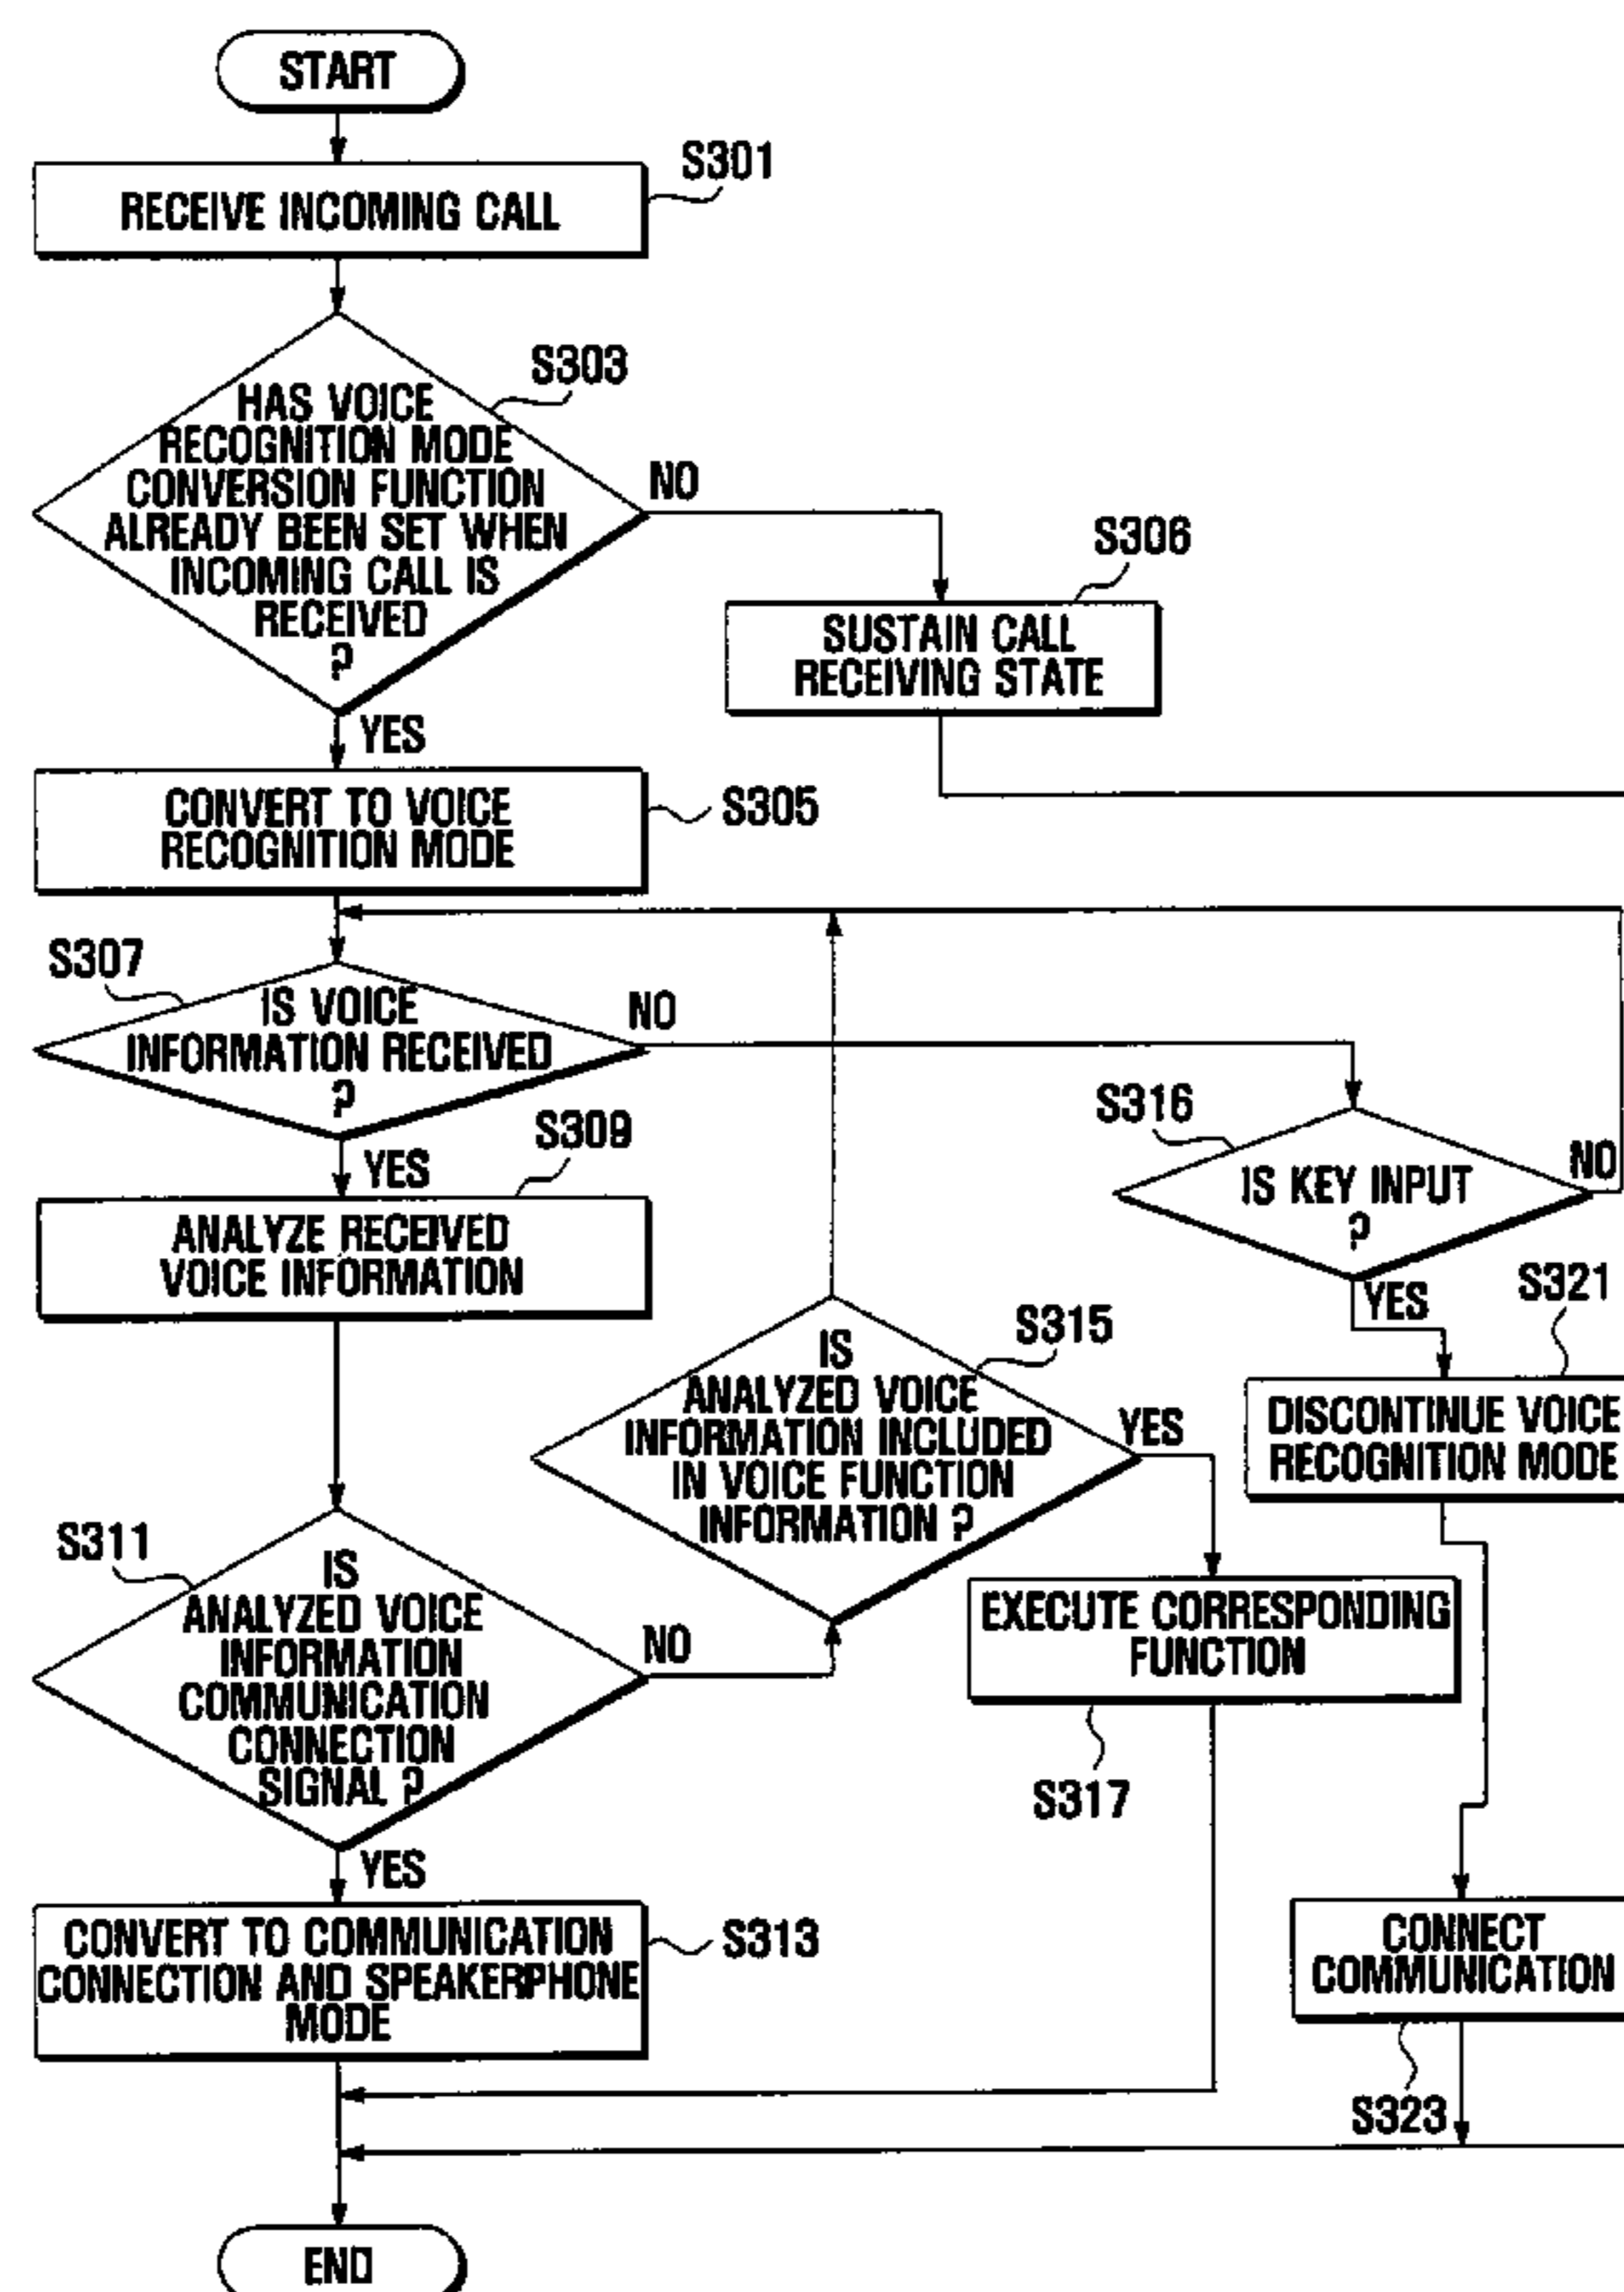 START
S301
RECEIVE INCOMING CALL
S303
HAS VOICE
RECOGNITION MODE
CONVERSION FUNCTION
ALREADY BEEN SET WHEN
INCOMING CALL IS
RECEIVED
?
NO
S306
SUSTAIN CALL
RECEIVING STATE
YES
CONVERT TO VOICE
RECOGNITION MODE
S305
S307
IS VOICE
INFORMATION RECEIVED
?
NO
S316
IS KEY INPUT
?
NO
YES
S309
ANALYZE RECEIVED
VOICE INFORMATION
YES
S321
DISCONTINUE VOICE
RECOGNITION MODE
S315
IS
ANALYZED VOICE
INFORMATION INCLUDED
IN VOICE FUNCTION
INFORMATION ?
YES
S311
IS
ANALYZED VOICE
INFORMATION
COMMUNICATION
CONNECTION
SIGNAL ?
NO
EXECUTE CORRESPONDING
FUNCTION
S317
YES
CONVERT TO COMMUNICATION
CONNECTION AND SPEAKERPHONE
MODE
S313
CONNECT
COMMUNICATION
S323
END